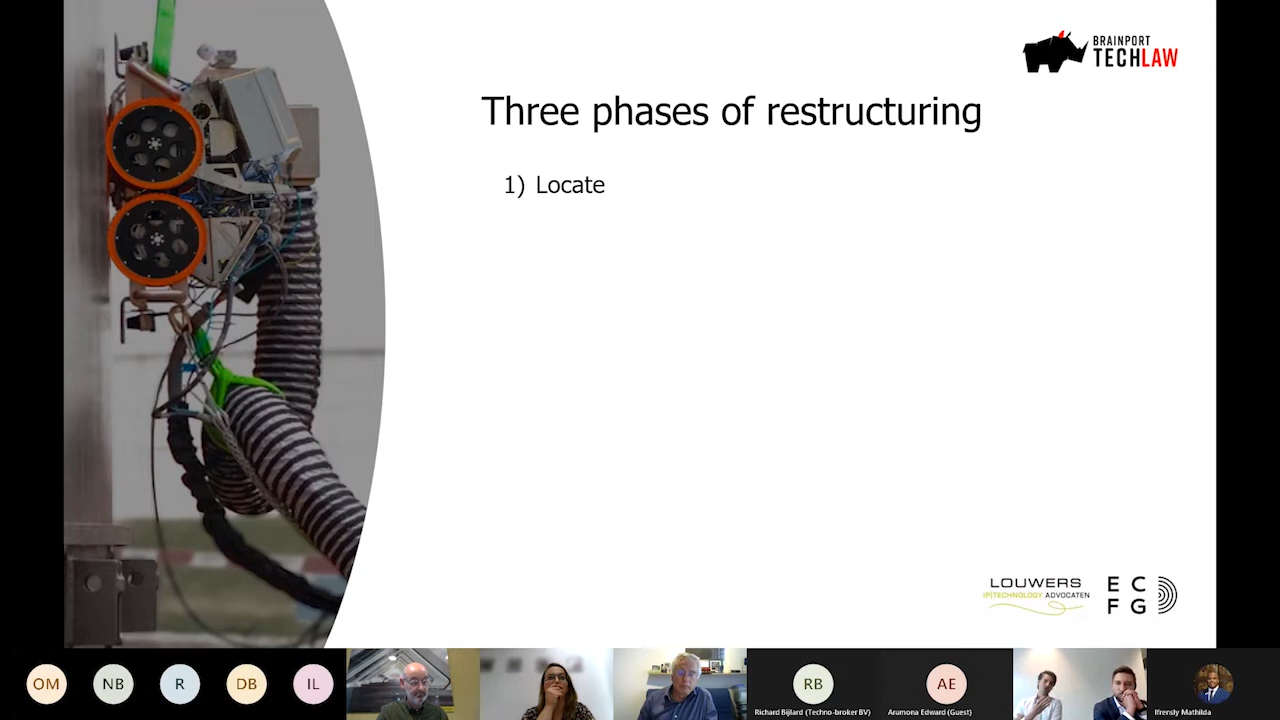 BRAINPORT
TECHLAW
Three phases of restructuring
1) Locate
LOUWERS
IP|TECHNOLOGY ADVOCATEN
E C
F G
OM
NB
R
DB
IL
RB
Richard Bijlard (Techno-broker BV)
AE
Arumona Edward (Guest)
Ifrensly Mathilda